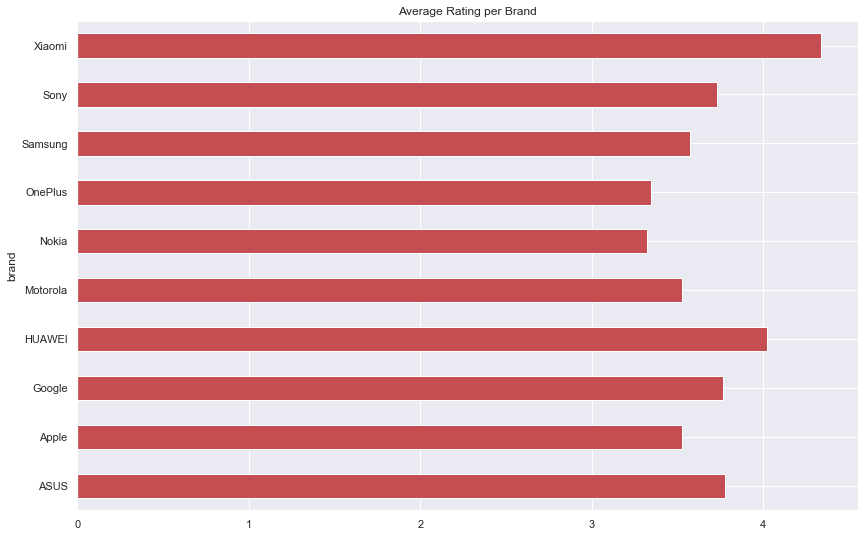 Average Rating per Brand
Xiaomi
Sony
Samsung
OnePlus
Nokia
brand
Motorola
HUAWEI
Google
Apple
ASUS
0 1 2 3 4